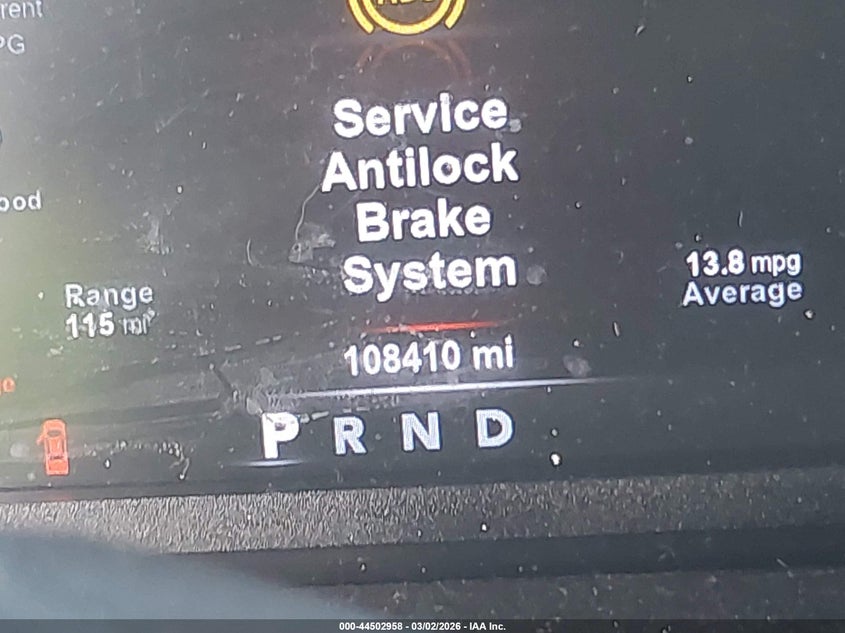 Service
Antilock
Brake
System
Range
115 mi
13.8 mpg
Average
108410 mi
P R N D
000-44502958 - 03/02/2026 - IAA Inc.